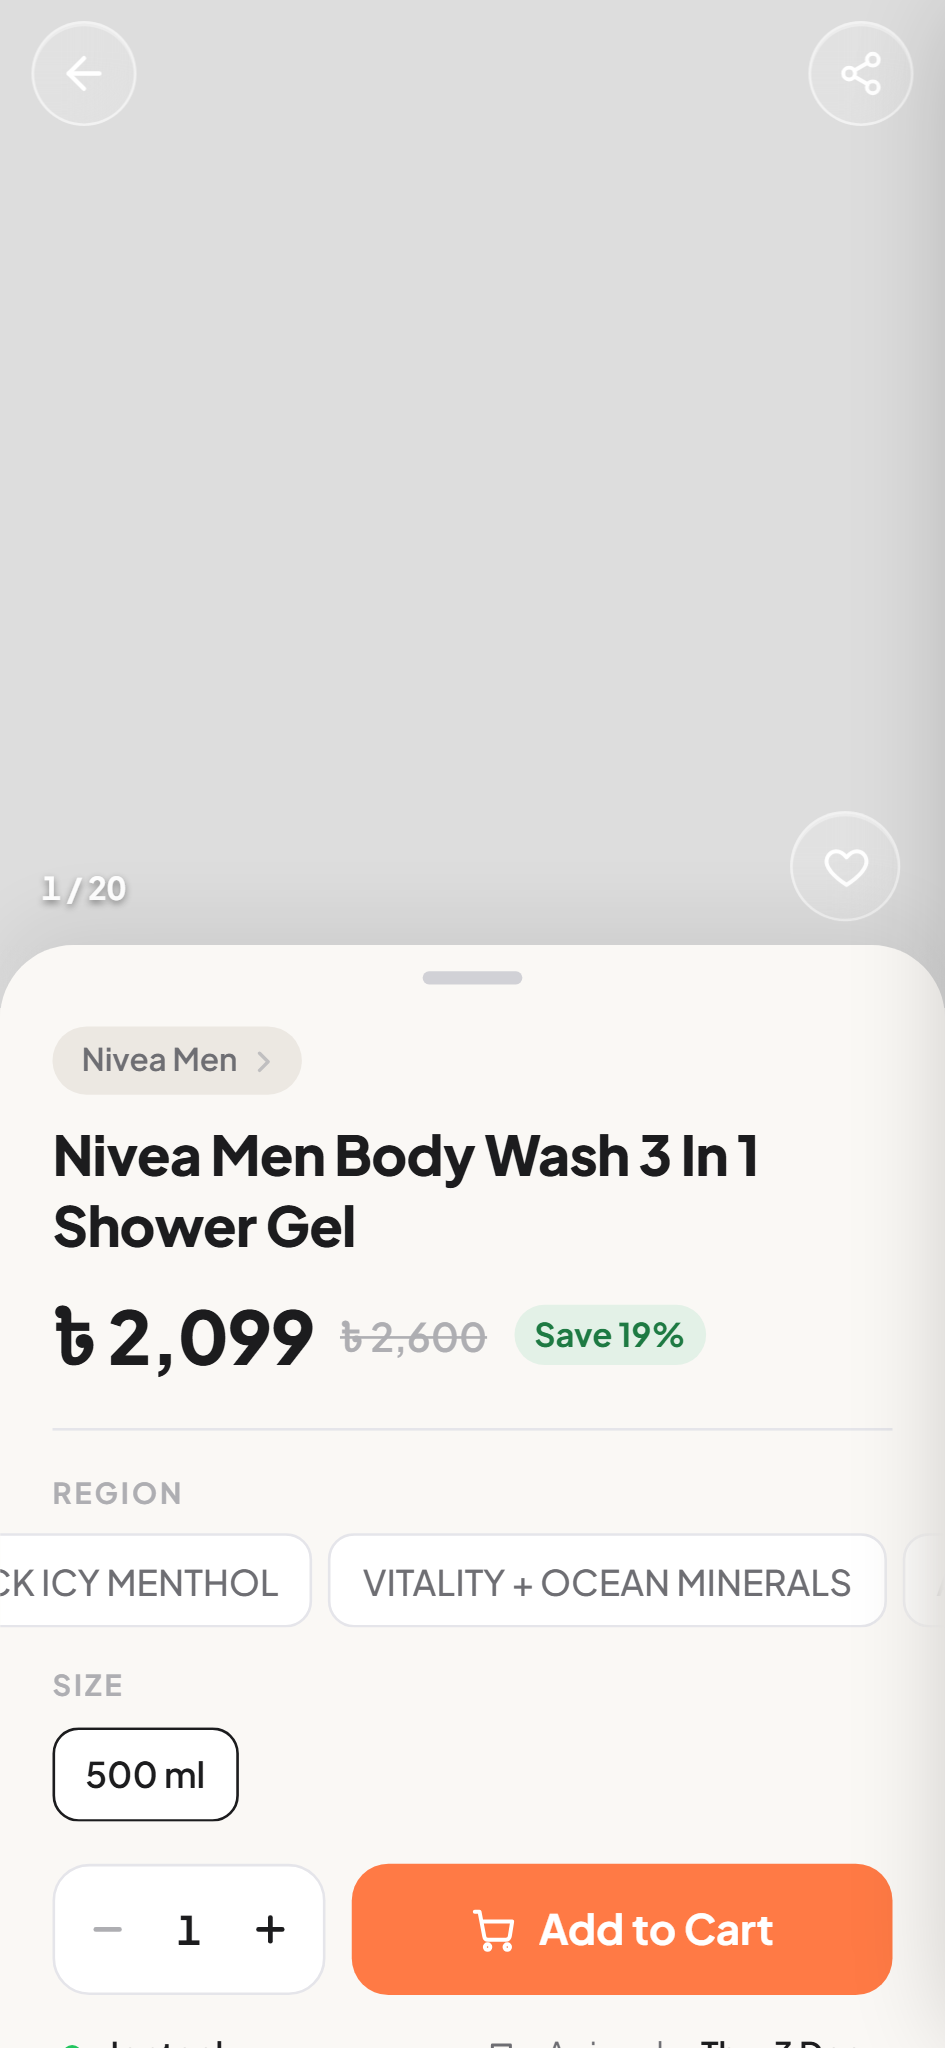 1 / 20
Nivea Men
Nivea Men Body Wash 3 In 1
Shower Gel
৳ 2,099 ৳ 2,600 Save 19%
REGION
CK ICY MENTHOL VITALITY + OCEAN MINERALS
SIZE
500 ml
1 Add to Cart